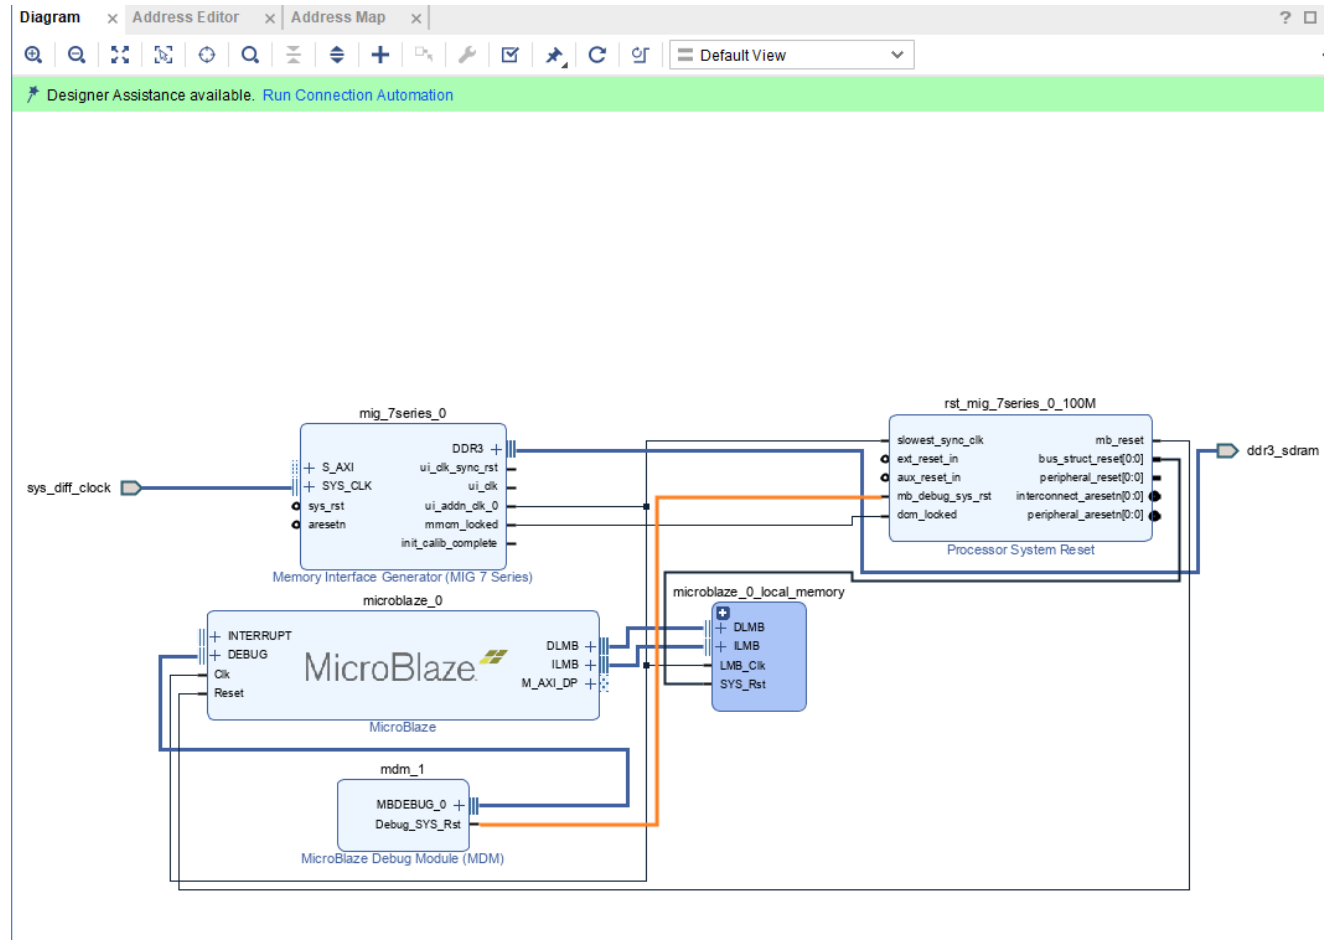 Diagram × Address Editor × Address Map × ? 
Default View
Designer Assistance available. Run Connection Automation
mig_7series_0
DDR3
S_AXI
ui_clk_sync_rst
SYS_CLK
ui_clk
sys_rst
ui_addn_clk_0
aresetn
mmcm_locked
init_calib_complete
Memory Interface Generator (MIG 7 Series)
sys_diff_clock
rst_mig_7series_0_100M
slowest_sync_clk
mb_reset
ext_reset_in
bus_struct_reset[0:0]
aux_reset_in
peripheral_reset[0:0]
mb_debug_sys_rst
interconnect_aresetn[0:0]
dcm_locked
peripheral_aresetn[0:0]
Processor System Reset
ddr3_sdram
microblaze_0
INTERRUPT
DEBUG
Clk
Reset
MicroBlaze
DLMB
ILMB
M_AXI_DP
MicroBlaze
microblaze_0_local_memory
DLMB
ILMB
LMB_Clk
SYS_Rst
mdm_1
MBDEBUG_0
Debug_SYS_Rst
MicroBlaze Debug Module (MDM)